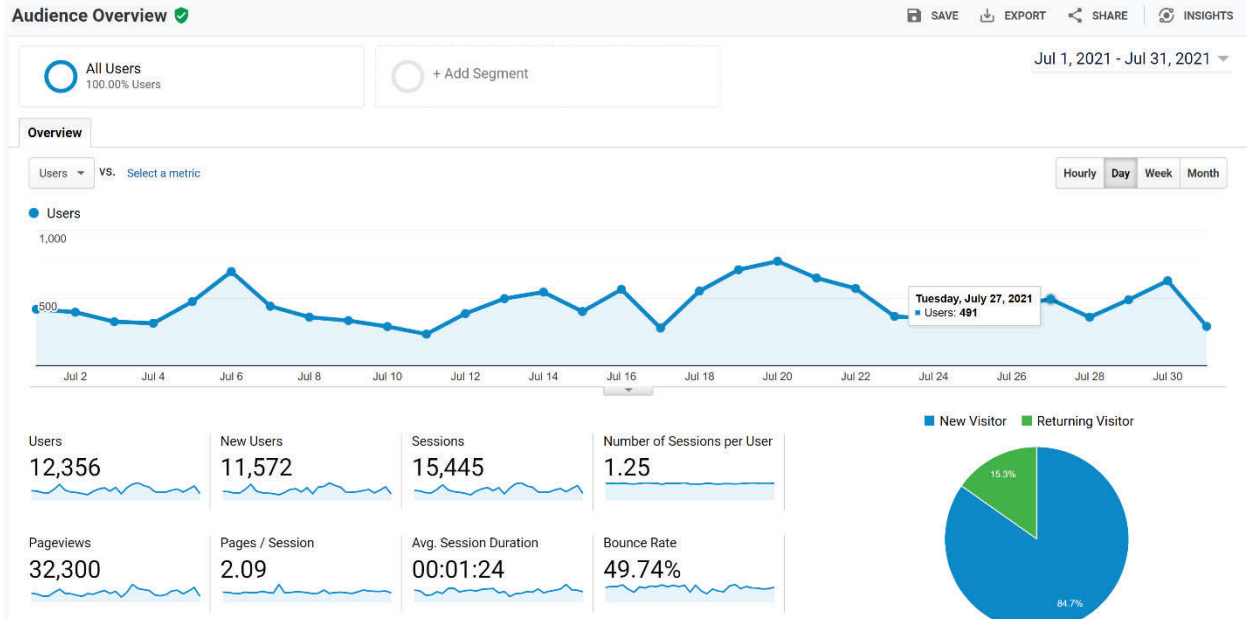 Audience Overview
SAVE EXPORT SHARE INSIGHTS
All Users
100.00% Users
+ Add Segment
Jul 1, 2021 - Jul 31, 2021
Overview
Users VS. Select a metric
Hourly Day Week Month
Users
1,000
500
Tuesday, July 27, 2021
Users: 491
Jul 2 Jul 4 Jul 6 Jul 8 Jul 10 Jul 12 Jul 14 Jul 16 Jul 18 Jul 20 Jul 22 Jul 24 Jul 26 Jul 28 Jul 30
New Visitor Returning Visitor
Users New Users Sessions Number of Sessions per User
12,356 11,572 15,445 1.25
15.3%
Pageviews Pages / Session Avg. Session Duration Bounce Rate
32,300 2.09 00:01:24 49.74%
84.7%